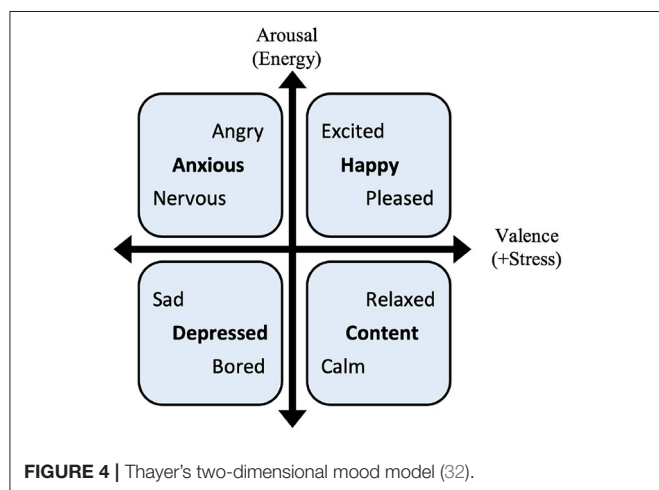 Arousal
(Energy)
Angry
Anxious
Nervous
Excited
Happy
Pleased
Valence
(+Stress)
Sad
Depressed
Bored
Relaxed
Content
Calm
FIGURE 4 | Thayer's two-dimensional mood model (32).